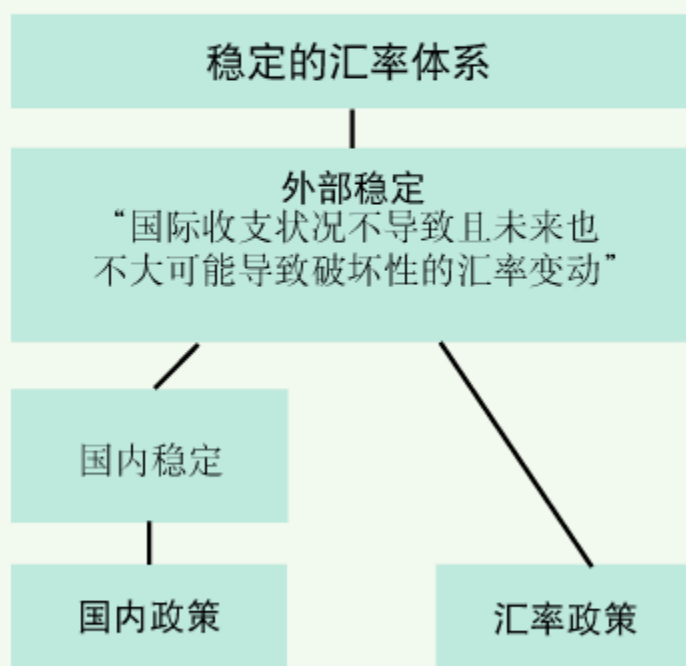 稳定的汇率体系
外部稳定
“国际收支状况不导致且未来也
不大可能导致破坏性的汇率变动”
国内稳定
国内政策
汇率政策